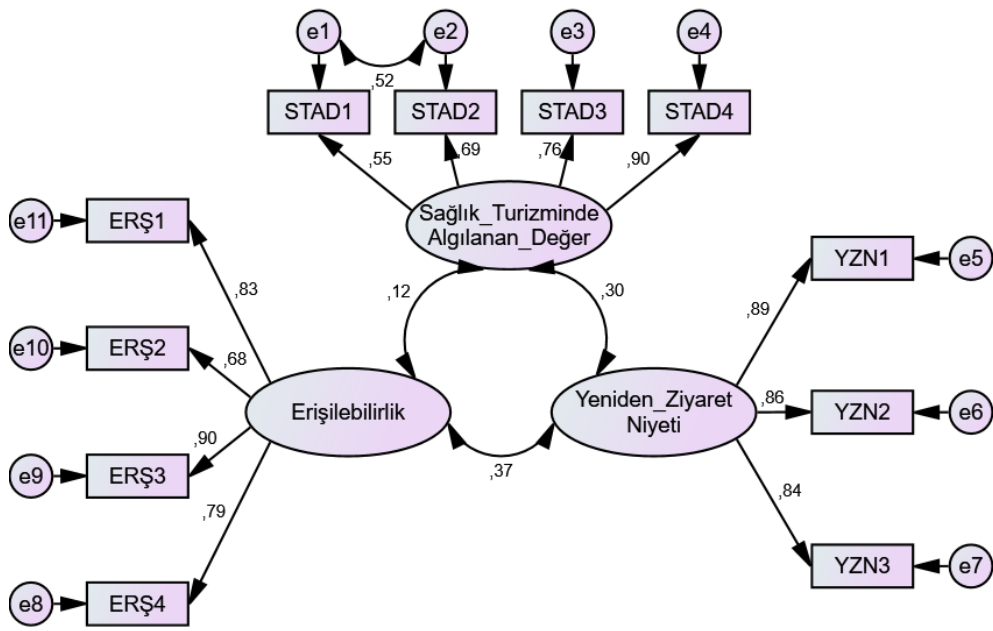 e1
e2
e3
e4
,52
STAD1
STAD2
STAD3
STAD4
,55
,69
,76
,90
Sağlık_Turizminde
Algılanan_Değer
e11
ERŞ1
,83
e10
ERŞ2
,68
e9
ERŞ3
,90
e8
ERŞ4
,79
Erişilebilirlik
,12
,30
,37
Yeniden_Ziyaret
Niyeti
,89
YZN1
e5
,86
YZN2
e6
,84
YZN3
e7